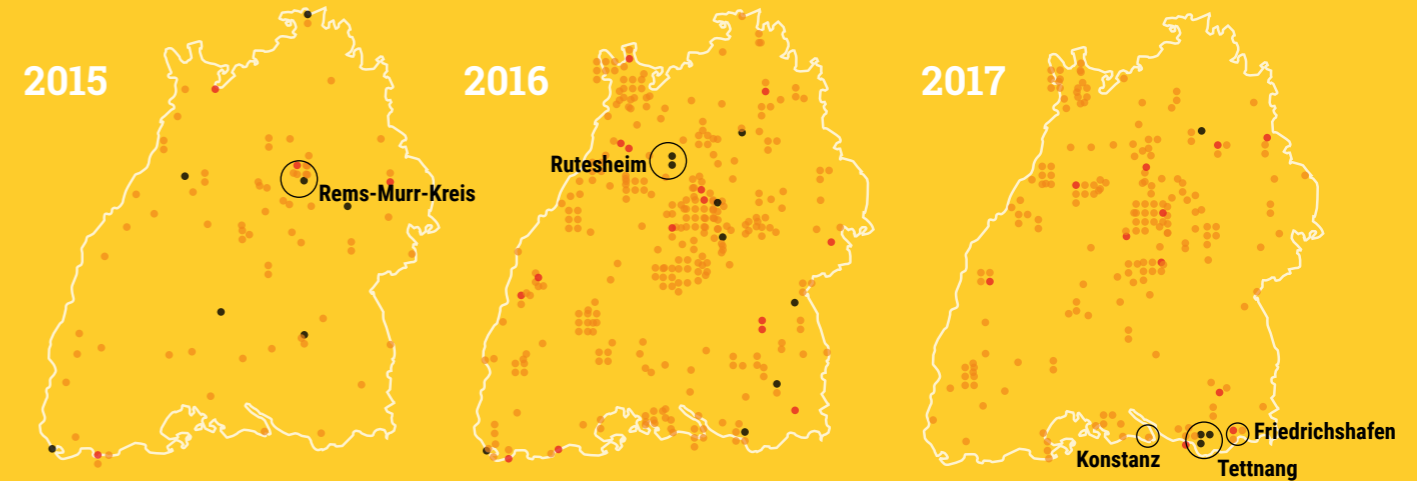 2015
2016
2017
Rems-Murr-Kreis
Rutesheim
Konstanz
Tettnang
Friedrichshafen